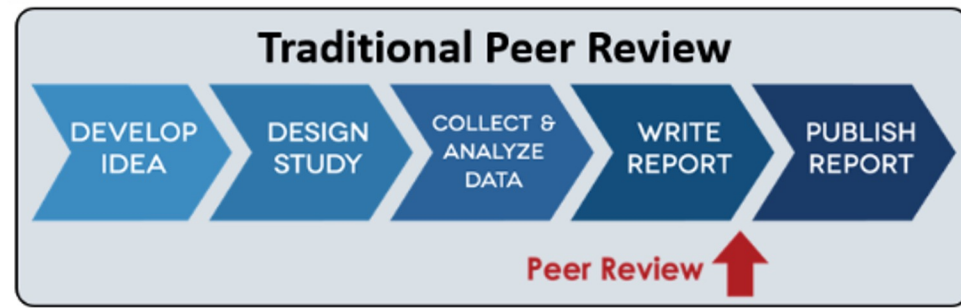 Traditional Peer Review
DEVELOP
IDEA
DESIGN
STUDY
COLLECT &
ANALYZE
DATA
WRITE
REPORT
PUBLISH
REPORT
Peer Review